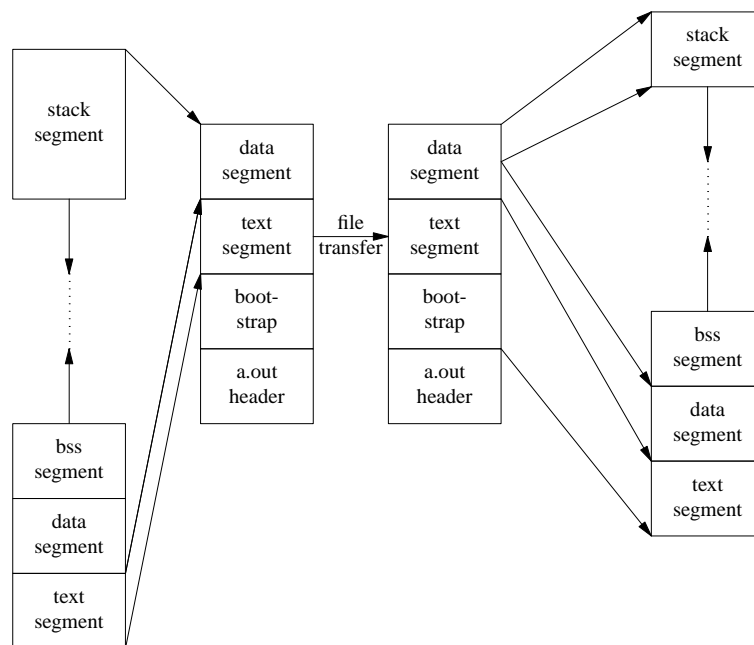 stack
segment
bss
segment
data
segment
text
segment
data
segment
text
segment
boot-
strap
a.out
header
file
transfer
data
segment
text
segment
boot-
strap
a.out
header
stack
segment
bss
segment
data
segment
text
segment